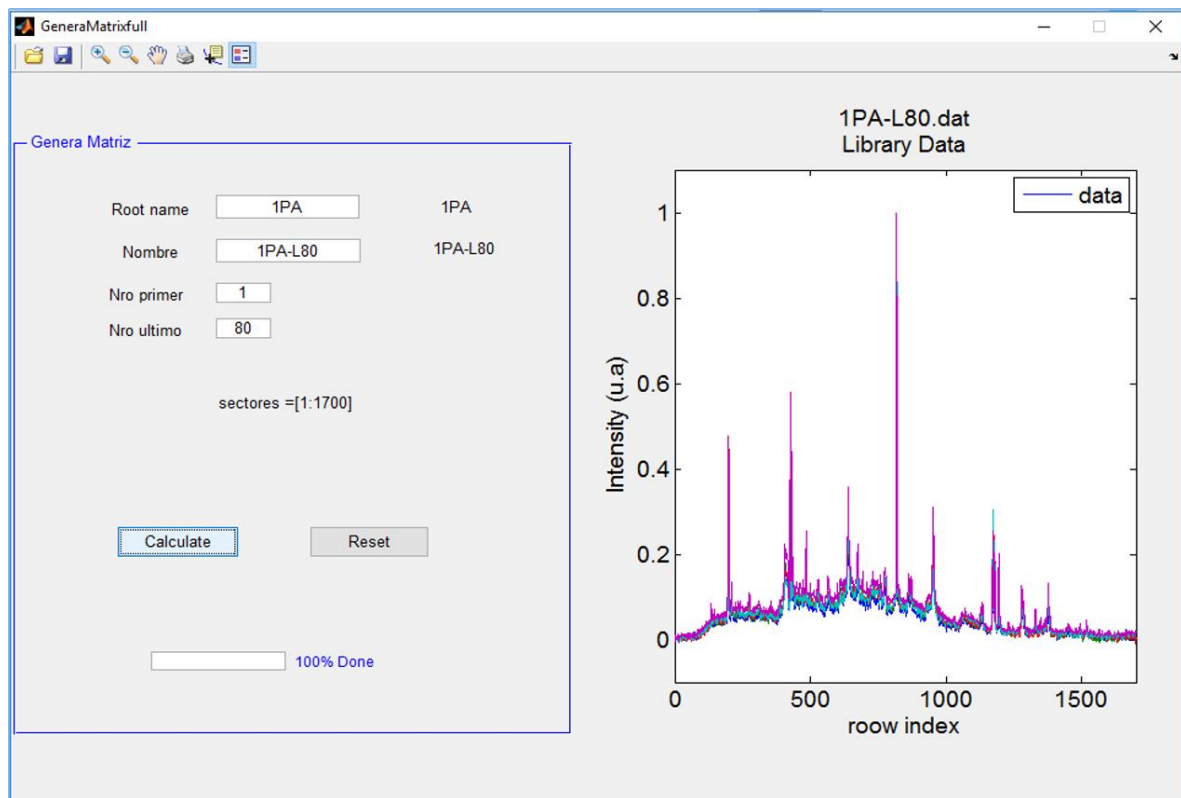 GeneraMatrixfull
Genera Matriz
Root name 1PA 1PA
Nombre 1PA-L80 1PA-L80
Nro primer 1
Nro ultimo 80
sectores =[1:1700]
Calculate Reset
100% Done
1PA-L80.dat
Library Data
data
1
0.8
0.6
0.4
0.2
0
Intensity (u.a)
0 500 1000 1500
roow index